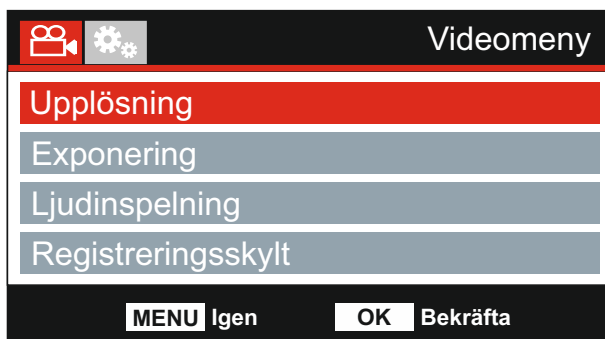 Videomeny
Upplösning
Exponering
Ljudinspelning
Registreringsskylt
MENU Igen OK Bekräfta